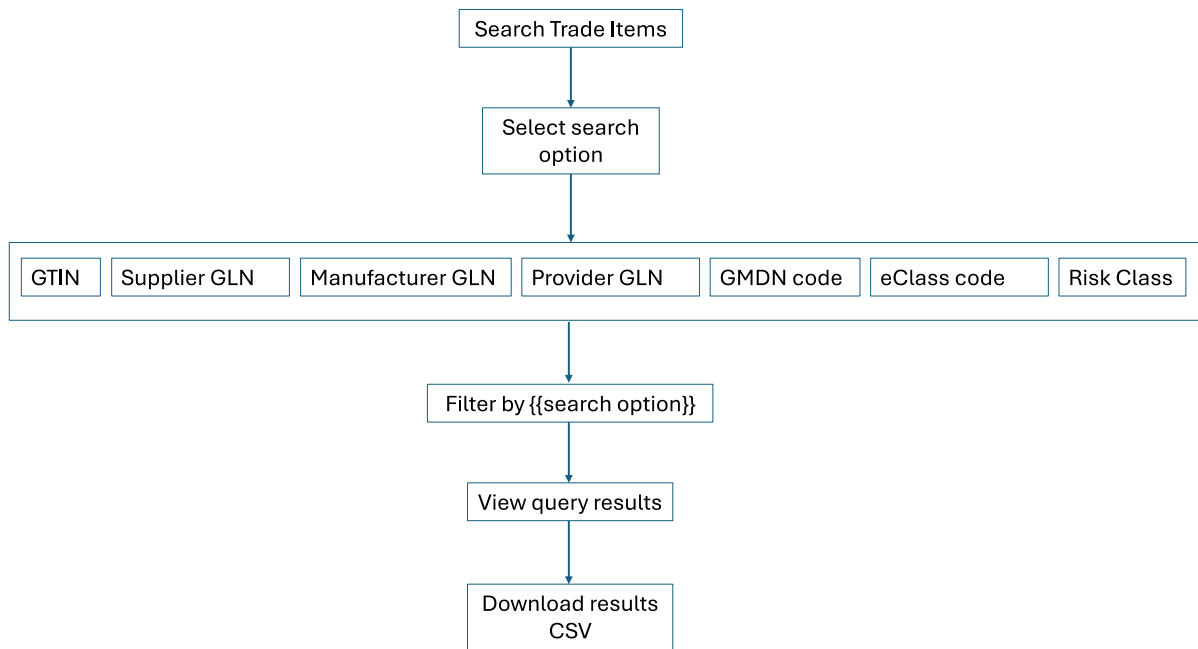 Search Trade Items
Select search
option
GTIN
Supplier GLN
Manufacturer GLN
Provider GLN
GMDN code
eClass code
Risk Class
Filter by {{search option}}
View query results
Download results
CSV